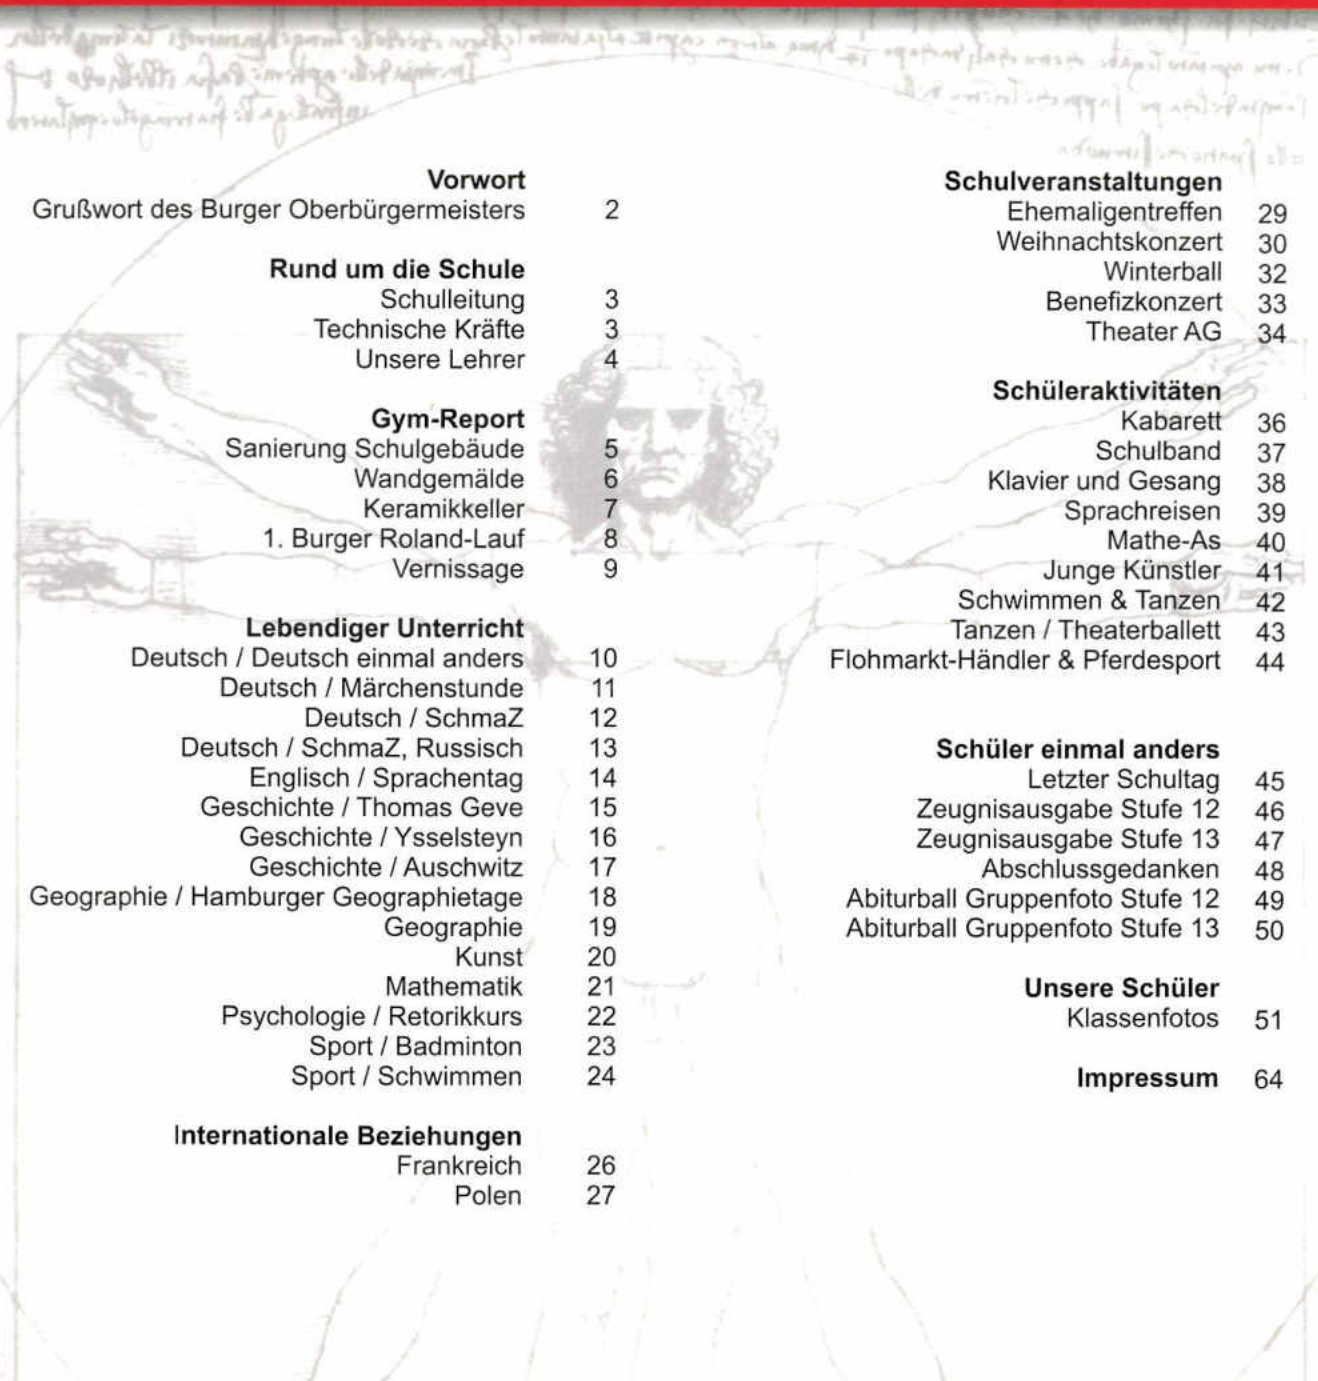 Vorwort
Grußwort des Burger Oberbürgermeisters 2
Rund um die Schule
Schulleitung 3
Technische Kräfte 3
Unsere Lehrer 4
Gym-Report
Sanierung Schulgebäude 5
Wandgemälde 6
Keramikkeller 7
1. Burger Roland-Lauf 8
Vernissage 9
Lebendiger Unterricht
Deutsch / Deutsch einmal anders 10
Deutsch / Märchenstunde 11
Deutsch / SchmaZ 12
Deutsch / SchmaZ, Russisch 13
Englisch / Sprachentag 14
Geschichte / Thomas Geve 15
Geschichte / Ysselsteyn 16
Geschichte / Auschwitz 17
Geographie / Hamburger Geographietage 18
Geographie 19
Kunst 20
Mathematik 21
Psychologie / Retorikkurs 22
Sport / Badminton 23
Sport / Schwimmen 24
Internationale Beziehungen
Frankreich 26
Polen 27
Schulveranstaltungen
Ehemaligentreffen 29
Weihnachtskonzert 30
Winterball 32
Benefizkonzert 33
Theater AG 34
Schüleraktivitäten
Kabarett 36
Schulband 37
Klavier und Gesang 38
Sprachreisen 39
Mathe-As 40
Junge Künstler 41
Schwimmen & Tanzen 42
Tanzen / Theaterballett 43
Flohmarkt-Händler & Pferdesport 44
Schüler einmal anders
Letzter Schultag 45
Zeugnisausgabe Stufe 12 46
Zeugnisausgabe Stufe 13 47
Abschlussgedanken 48
Abiturball Gruppenfoto Stufe 12 49
Abiturball Gruppenfoto Stufe 13 50
Unsere Schüler
Klassenfotos 51
Impressum 64